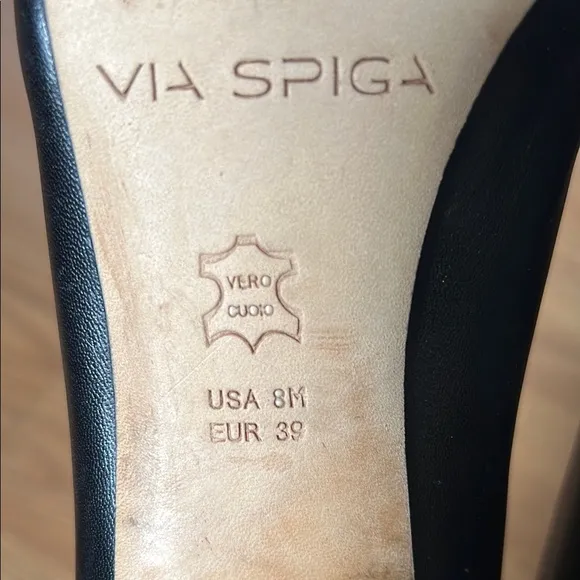 VIA SPIGA
VERO
CUOIO
USA 8M
EUR 39